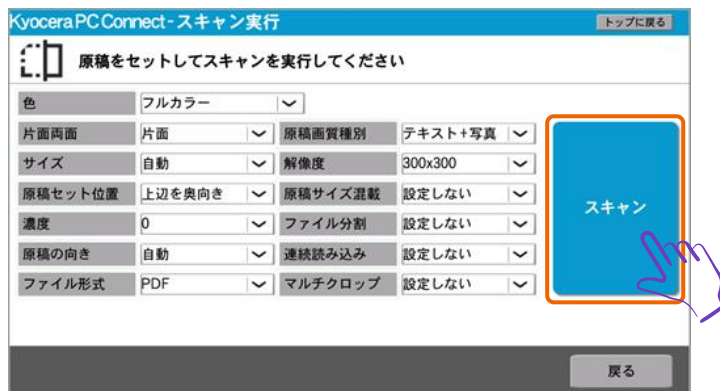 Kyocera PC Connect - スキャン実行 トップに戻る
原稿をセットしてスキャンを実行してください
色 フルカラー
片面両面 片面 原稿画質種別 テキスト+写真
サイズ 自動 解像度 300x300
原稿セット位置 上辺を奥向き 原稿サイズ混載 設定しない
濃度 0 ファイル分割 設定しない
原稿の向き 自動 連続読み込み 設定しない
ファイル形式 PDF マルチクロップ 設定しない
スキャン
戻る